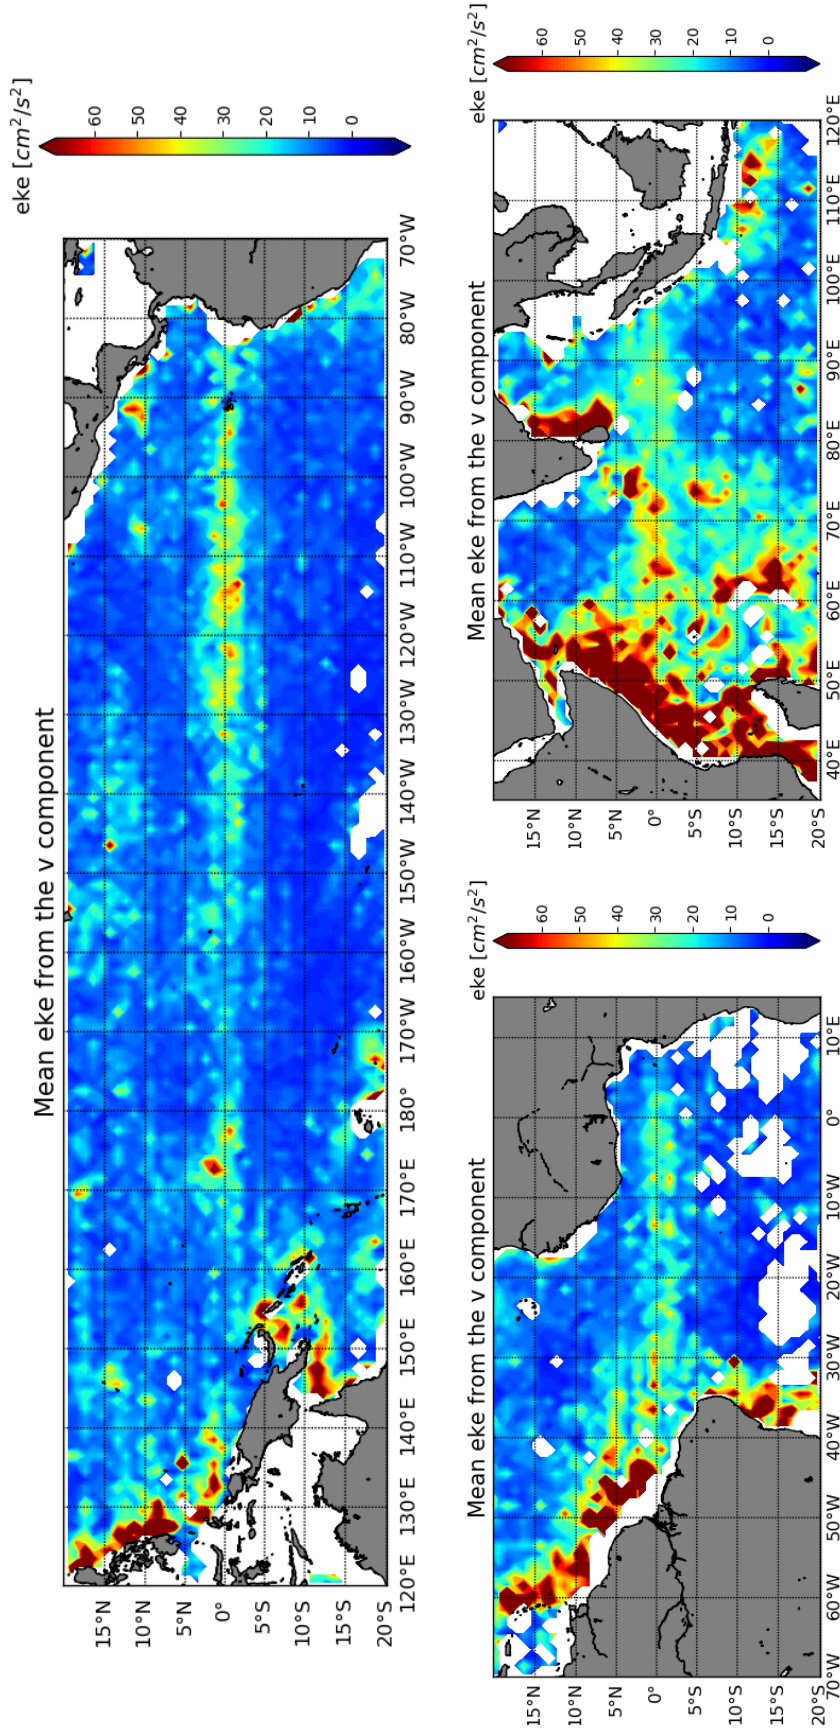 Mean eke from the v component
eke [cm²/s²]
60
50
40
30
20
10
0
15°N
10°N
5°N
0°
5°S
10°S
15°S
20°S
120°E
130°E
140°E
150°E
160°E
170°E
180°
170°W
160°W
150°W
140°W
130°W
120°W
110°W
100°W
90°W
80°W
70°W
Mean eke from the v component
eke [cm²/s²]
60
50
40
30
20
10
0
15°N
10°N
5°N
0°
5°S
10°S
15°S
20°S
70°W
60°W
50°W
40°W
30°W
20°W
10°W
0°
10°E
Mean eke from the v component
eke [cm²/s²]
60
50
40
30
20
10
0
15°N
10°N
5°N
0°
5°S
10°S
15°S
20°S
40°E
50°E
60°E
70°E
80°E
90°E
100°E
110°E
120°E